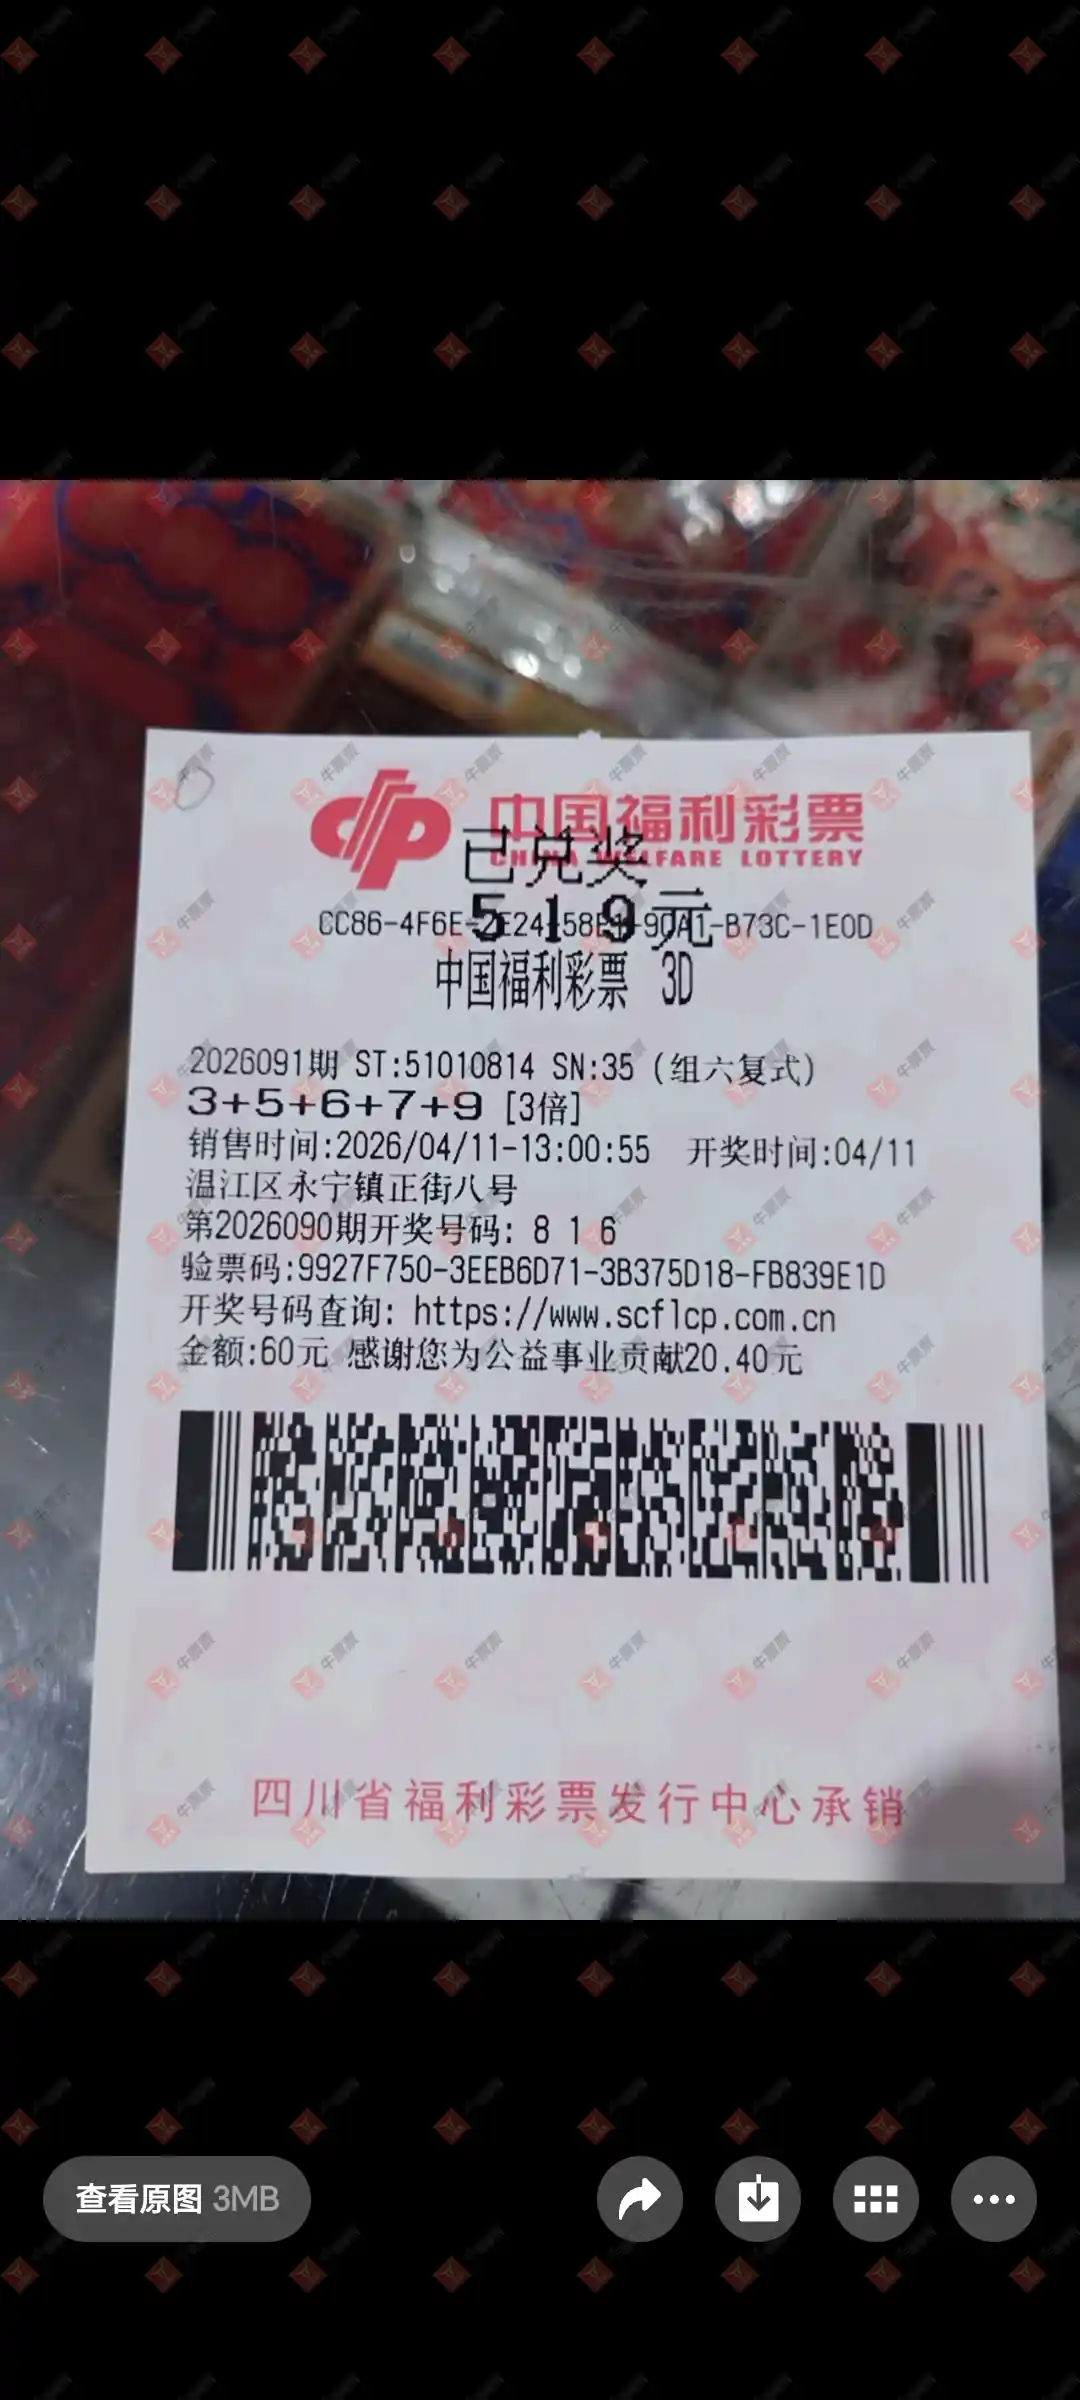 中国福利彩票
CHINA WELFARE LOTTERY
已兑奖
519元
中国福利彩票 3D
2026091期 ST:51010814 SN:35 (组六复式)
3+5+6+7+9 [3倍]
销售时间:2026/04/11-13:00:55 开奖时间:04/11
温江区永宁镇正街八号
第2026090期开奖号码: 8 1 6
验票码:9927F750-3EEB6D71-3B375D18-FB839E1D
开奖号码查询: https://www.scflcp.com.cn
金额:60元 感谢您为公益事业贡献20.40元
四川省福利彩票发行中心承销
查看原图 3MB